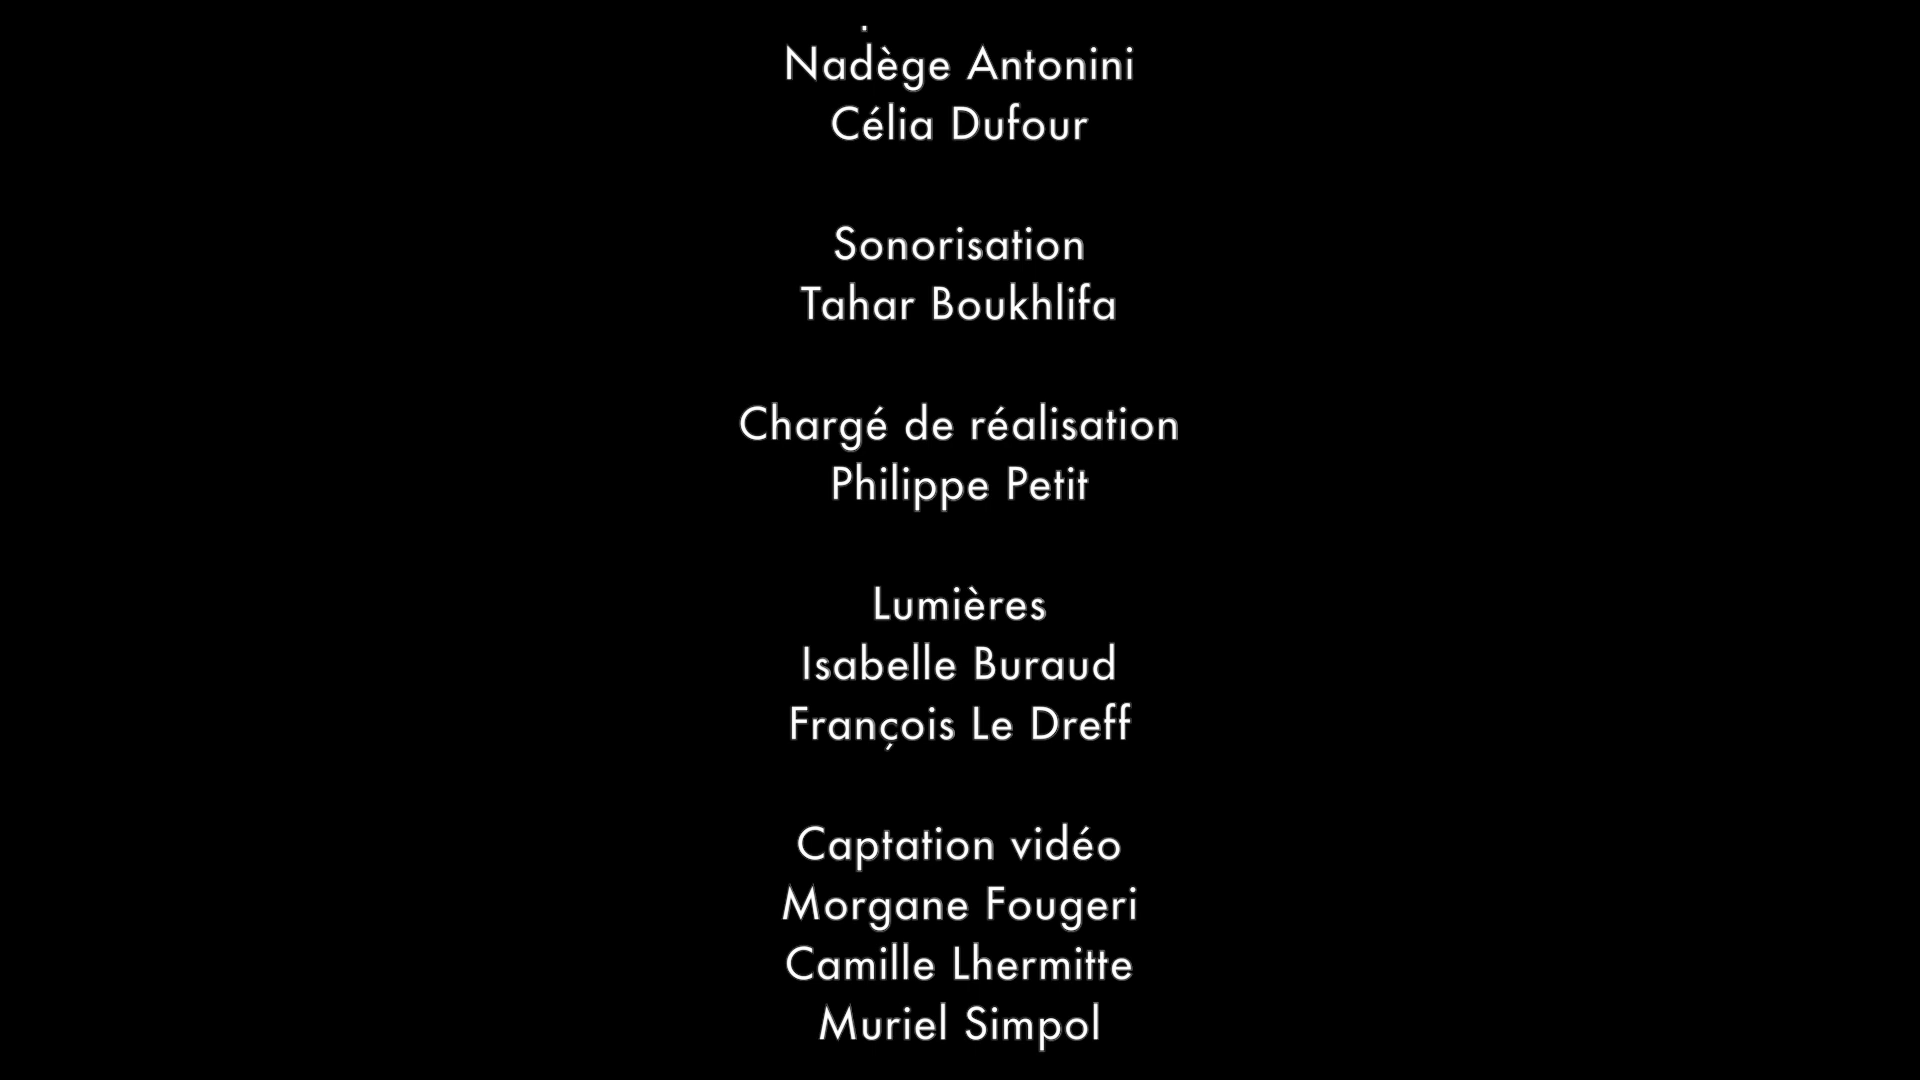 Nadège Antonini
Célia Dufour
Sonorisation
Tahar Boukhlifa
Chargé de réalisation
Philippe Petit
Lumières
Isabelle Buraud
François Le Dreff
Captation vidéo
Morgane Fougeri
Camille Lhermitte
Muriel Simpol